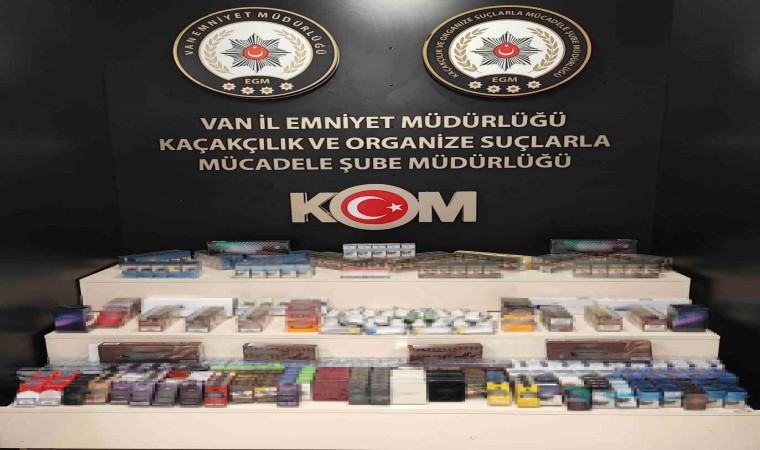 VAN EMNİYET MÜDÜRLÜĞÜ
EGM
KAÇAKÇILIK VE ORGANİZE SUÇLARLA MÜCADELE ŞUBE MÜDÜRLÜĞÜ
EGM
VAN İL EMNİYET MÜDÜRLÜĞÜ
KAÇAKÇILIK VE ORGANİZE SUÇLARLA
MÜCADELE ŞUBE MÜDÜRLÜĞÜ
KOM